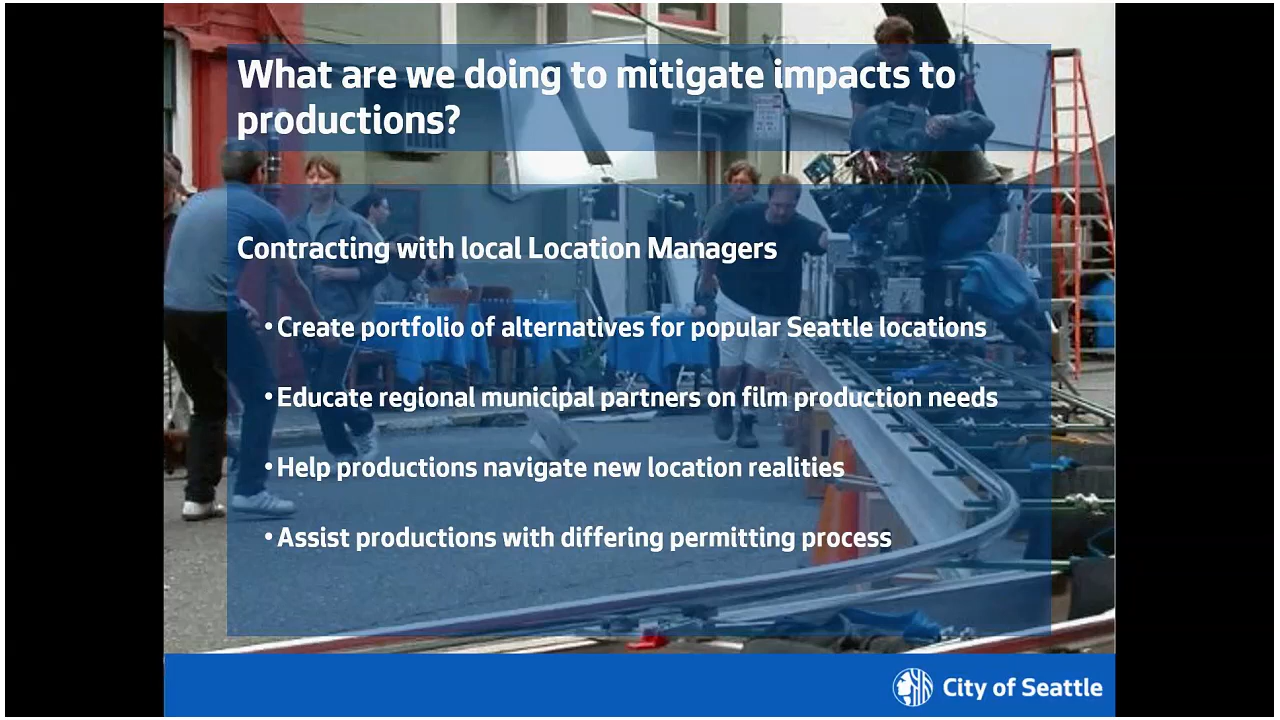 What are we doing to mitigate impacts to
productions?
Contracting with local Location Managers
• Create portfolio of alternatives for popular Seattle locations
• Educate regional municipal partners on film production needs
• Help productions navigate new location realities
• Assist productions with differing permitting process
City of Seattle